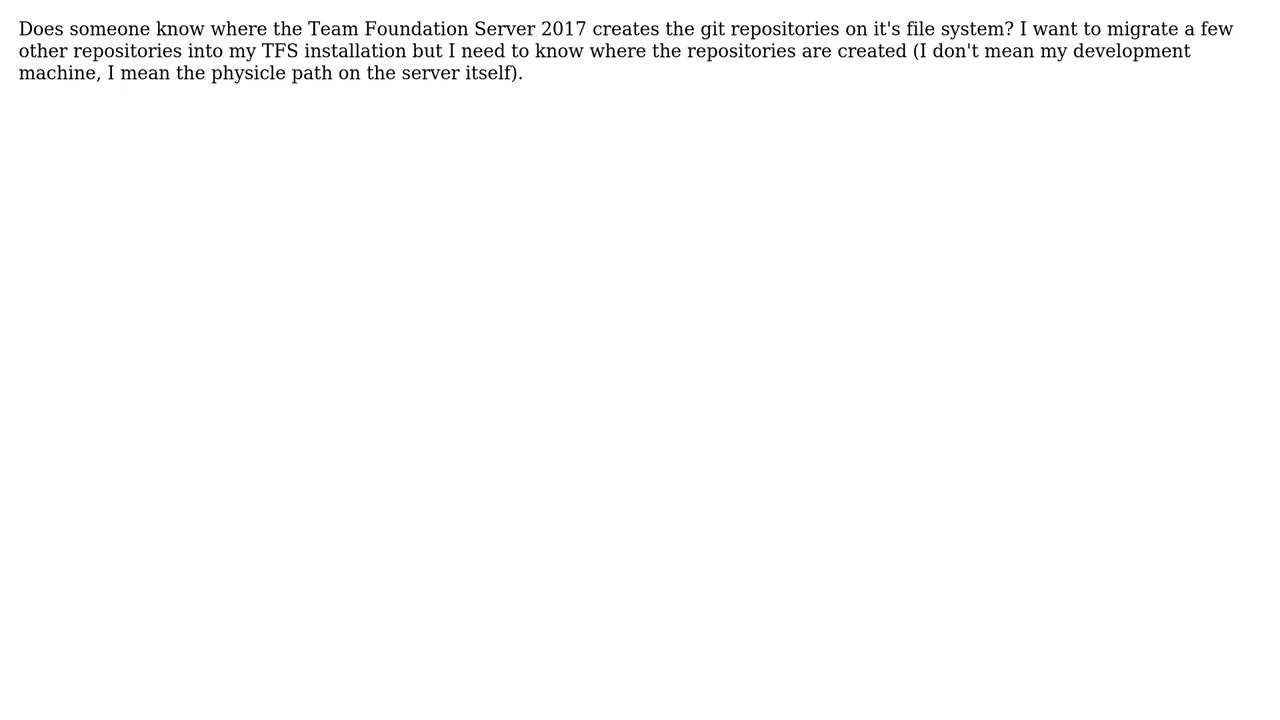 Does someone know where the Team Foundation Server 2017 creates the git repositories on it's file system? I want to migrate a few
other repositories into my TFS installation but I need to know where the repositories are created (I don't mean my development
machine, I mean the physicle path on the server itself).